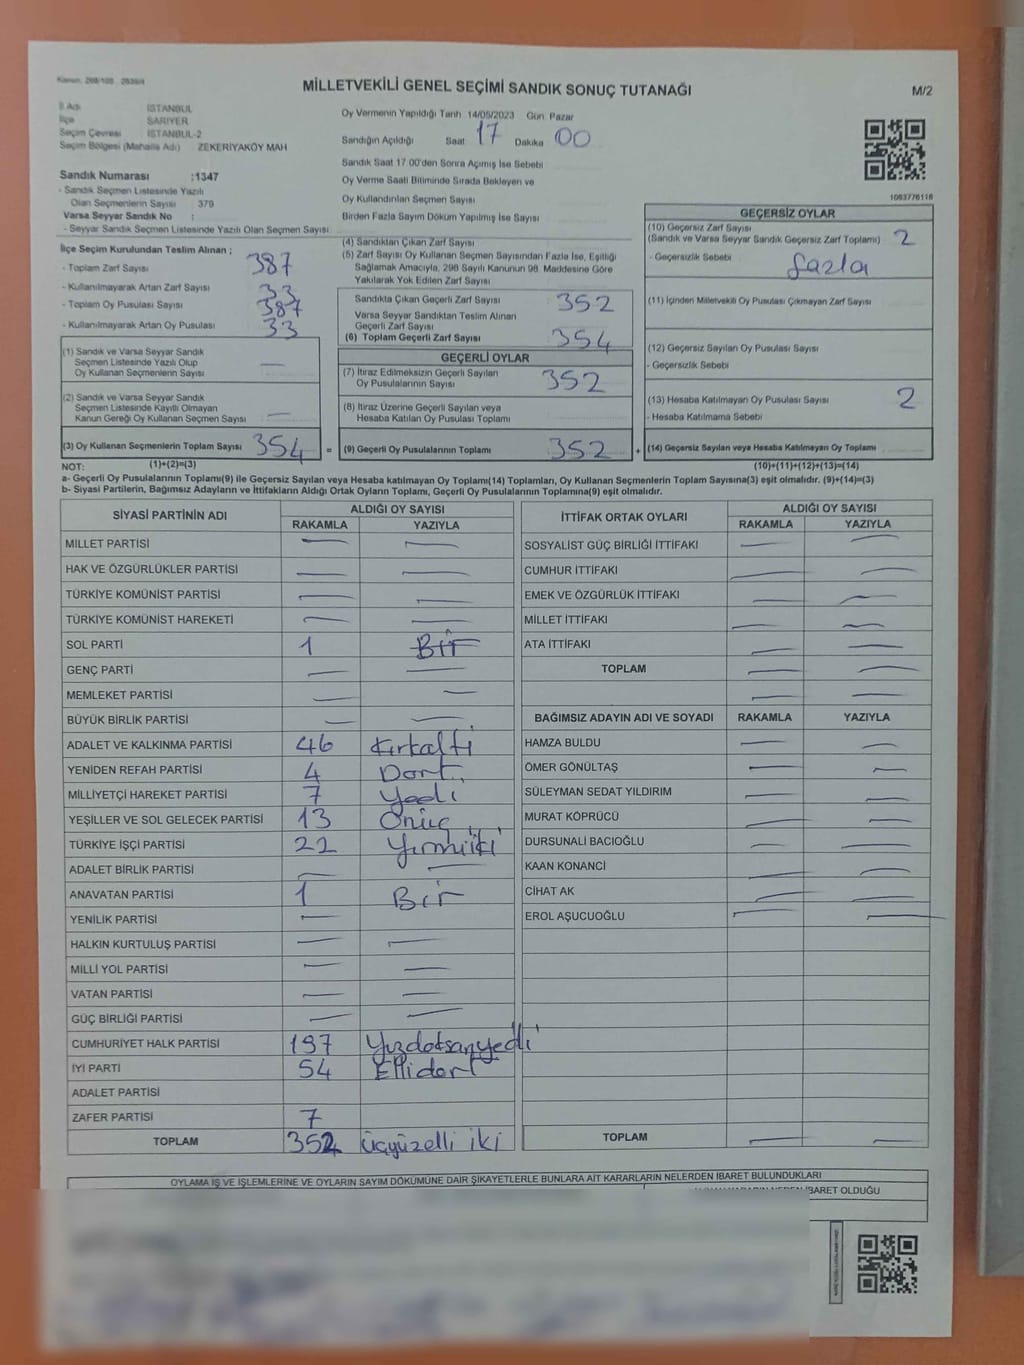 Kanun: 298/105 - 2839/4
MİLLETVEKİLİ GENEL SEÇİMİ SANDIK SONUÇ TUTANAĞI
M/2
İl Adı İSTANBUL
İlçe SARIYER
Seçim Çevresi İSTANBUL-2
Seçim Bölgesi (Mahalle Adı) ZEKERİYAKÖY MAH
Sandık Numarası :1347
- Sandık Seçmen Listesinde Yazılı
Olan Seçmenlerin Sayısı 379
Varsa Seyyar Sandık No :
- Seyyar Sandık Seçmen Listesinde Yazılı Olan Seçmen Sayısı
Oy Vermenin Yapıldığı Tarih 14/05/2023 Gün Pazar
Sandığın Açıldığı Saat 17 Dakika 00
Sandık Saat 17:00'den Sonra Açımış İse Sebebi
Oy Verme Saati Bitiminde Sırada Bekleyen ve
Oy Kullandırılan Seçmen Sayısı
Birden Fazla Sayım Döküm Yapılmış İse Sayısı
1083776116
İlçe Seçim Kurulundan Teslim Alınan ;
- Toplam Zarf Sayısı 387
- Kullanılmayarak Artan Zarf Sayısı 33
- Toplam Oy Pusulası Sayısı 387
- Kullanılmayarak Artan Oy Pusulası 33
(1) Sandık ve Varsa Seyyar Sandık
Seçmen Listesinde Yazılı Olup
Oy Kullanan Seçmenlerin Sayısı —
(2) Sandık ve Varsa Seyyar Sandık
Seçmen Listesinde Kayıtlı Olmayan
Kanun Gereği Oy Kullanan Seçmen Sayısı —
(3) Oy Kullanan Seçmenlerin Toplam Sayısı 354 =
(4) Sandıktan Çıkan Zarf Sayısı
(5) Zarf Sayısı Oy Kullanan Seçmen Sayısından Fazla İse, Eşitliği
Sağlamak Amacıyla, 298 Sayılı Kanunun 98. Maddesine Göre
Yakılarak Yok Edilen Zarf Sayısı
Sandıkta Çıkan Geçerli Zarf Sayısı 352
Varsa Seyyar Sandıktan Teslim Alınan
Geçerli Zarf Sayısı
(6) Toplam Geçerli Zarf Sayısı 354
GEÇERLİ OYLAR
(7) İtiraz Edilmeksizin Geçerli Sayılan
Oy Pusulalarının Sayısı 352
(8) İtiraz Üzerine Geçerli Sayılan veya
Hesaba Katılan Oy Pusulası Toplamı
(9) Geçerli Oy Pusulalarının Toplamı 352 +
GEÇERSİZ OYLAR
(10) Geçersiz Zarf Sayısı
(Sandık ve Varsa Seyyar Sandık Geçersiz Zarf Toplamı) 2
- Geçersizlik Sebebi fazla
(11) İçinden Milletvekili Oy Pusulası Çıkmayan Zarf Sayısı
(12) Geçersiz Sayılan Oy Pusulası Sayısı
- Geçersizlik Sebebi
(13) Hesaba Katılmayan Oy Pusulası Sayısı 2
- Hesaba Katılmama Sebebi
(14) Geçersiz Sayılan veya Hesaba Katılmayan Oy Toplamı
NOT: (1)+(2)=(3) (10)+(11)+(12)+(13)=(14)
a- Geçerli Oy Pusulalarının Toplamı(9) ile Geçersiz Sayılan veya Hesaba katılmayan Oy Toplamı(14) Toplamları, Oy Kullanan Seçmenlerin Toplam Sayısına(3) eşit olmalıdır. (9)+(14)=(3)
b- Siyasi Partilerin, Bağımsız Adayların ve İttifakların Aldığı Ortak Oyların Toplamı, Geçerli Oy Pusulalarının Toplamına(9) eşit olmalıdır.
SİYASİ PARTİNİN ADI ALDIĞI OY SAYISI
RAKAMLA YAZIYLA
MİLLET PARTİSİ — —
HAK VE ÖZGÜRLÜKLER PARTİSİ — —
TÜRKİYE KOMÜNİST PARTİSİ — —
TÜRKİYE KOMÜNİST HAREKETİ — —
SOL PARTİ 1 Bir
GENÇ PARTİ — —
MEMLEKET PARTİSİ — —
BÜYÜK BİRLİK PARTİSİ — —
ADALET VE KALKINMA PARTİSİ 46 Kırkaltı
YENİDEN REFAH PARTİSİ 4 Dört
MİLLİYETÇİ HAREKET PARTİSİ 7 Yedi
YEŞİLLER VE SOL GELECEK PARTİSİ 13 Onüç
TÜRKİYE İŞÇİ PARTİSİ 22 Yirmiiki
ADALET BİRLİK PARTİSİ — —
ANAVATAN PARTİSİ 1 Bir
YENİLİK PARTİSİ —
HALKIN KURTULUŞ PARTİSİ — —
MİLLİ YOL PARTİSİ — —
VATAN PARTİSİ — —
GÜÇ BİRLİĞİ PARTİSİ — —
CUMHURİYET HALK PARTİSİ 197 Yüzdoksanyedi
İYİ PARTİ 54 Ellidört
ADALET PARTİSİ
ZAFER PARTİSİ 7
TOPLAM 352 üçyüzelli iki
İTTİFAK ORTAK OYLARI ALDIĞI OY SAYISI
RAKAMLA YAZIYLA
SOSYALİST GÜÇ BİRLİĞİ İTTİFAKI — —
CUMHUR İTTİFAKI — —
EMEK VE ÖZGÜRLÜK İTTİFAKI — —
MİLLET İTTİFAKI — —
ATA İTTİFAKI — —
TOPLAM — —
— —
BAĞIMSIZ ADAYIN ADI VE SOYADI RAKAMLA YAZIYLA
HAMZA BULDU — —
ÖMER GÖNÜLTAŞ — —
SÜLEYMAN SEDAT YILDIRIM — —
MURAT KÖPRÜCÜ — —
DURSUNALİ BACIOĞLU — —
KAAN KONANCİ — —
CİHAT AK — —
EROL AŞUCUOĞLU — —
TOPLAM — —
OYLAMA İŞ VE İŞLEMLERİNE VE OYLARIN SAYIM DÖKÜMÜNE DAİR ŞİKAYETLERLE BUNLARA AİT KARARLARIN NELERDEN İBARET BULUNDUKLARI
İBARET OLDUĞU